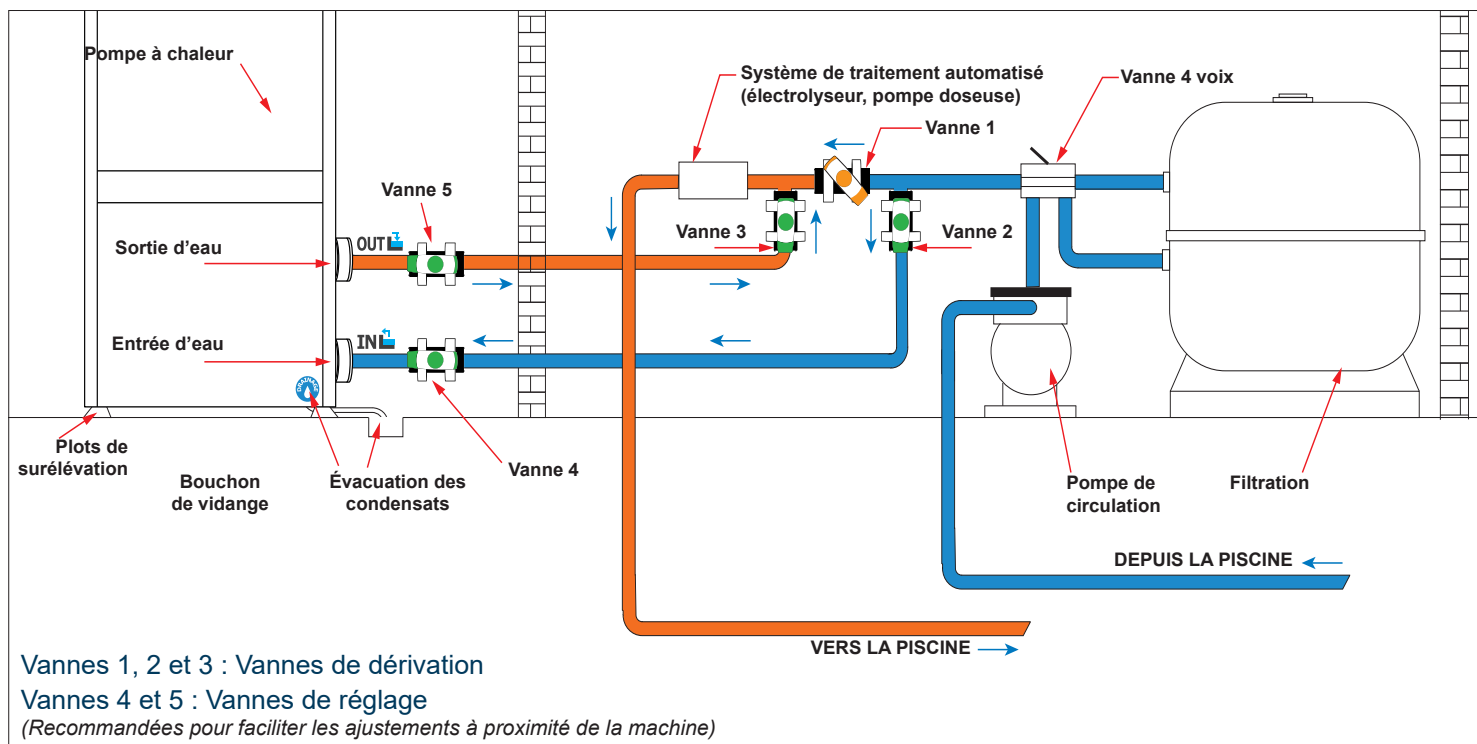 Pompe à chaleur
Système de traitement automatisé
(électrolyseur, pompe doseuse)
Vanne 4 voix
Vanne 1
Vanne 5
Vanne 3
Vanne 2
OUT
Sortie d'eau
IN
Entrée d'eau
DRAINAGE
Plots de
surélévation
Bouchon
de vidange
Évacuation des
condensats
Vanne 4
Pompe de
circulation
Filtration
DEPUIS LA PISCINE
VERS LA PISCINE
Vannes 1, 2 et 3 : Vannes de dérivation
Vannes 4 et 5 : Vannes de réglage
(Recommandées pour faciliter les ajustements à proximité de la machine)